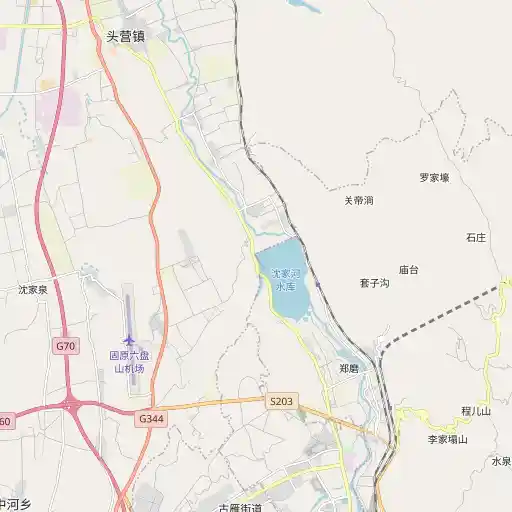 头营镇
罗家壕
关帝涧
石庄
庙台
沈家河
水库
套子沟
沈家泉
G70
固原六盘
山机场
郑磨
S203
60
G344
程儿山
李家塌山
水泉
中河乡
古雁街道